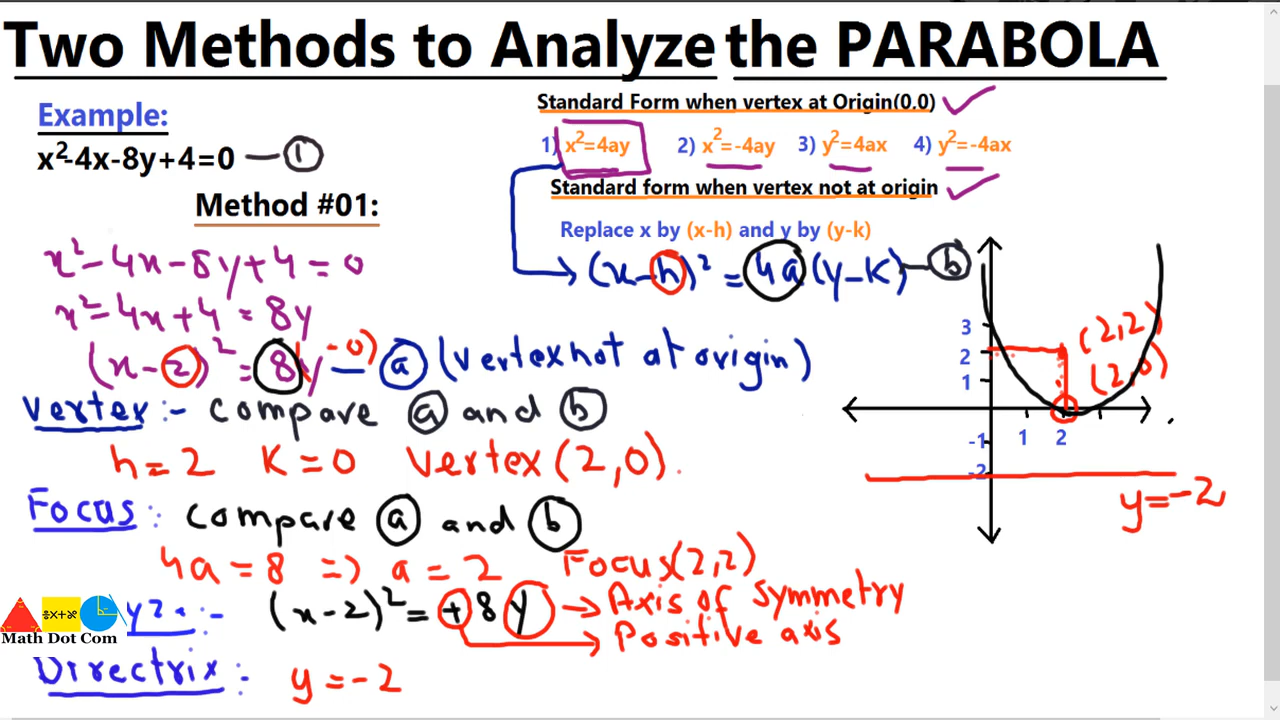 Two Methods to Analyze the PARABOLA
Example:
x²-4x-8y+4=0 — ①
Standard Form when vertex at Origin(0,0)
1) x²=4ay 2) x²=-4ay 3) y²=4ax 4) y²=-4ax
Standard form when vertex not at origin
Replace x by (x-h) and y by (y-k)
(x-h)² = 4a(y-k) — ⓑ
Method #01:
x²-4x-8y+4=0
x²-4x+4=8y
(x-2)² = 8(y-0) — ⓐ (Vertex not at origin)
Vertex:- compare ⓐ and ⓑ
h=2 K=0 Vertex(2,0).
Focus: compare ⓐ and ⓑ
4a=8 => a=2 Focus(2,2)
(x-2)²=+8y → Axis of symmetry
→ Positive axis
Math Dot Com
Directrix: y=-2
3
2
1
-1
-2
1 2
(2,2)
(2,0)
y=-2